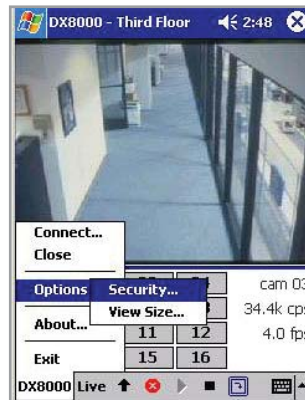 DX8000 - Third Floor 2:48
Connect...
Close
Options Security... cam 03
View Size... 34.4k cps
About... 11 12 4.0 fps
Exit 15 16
DX8000 Live